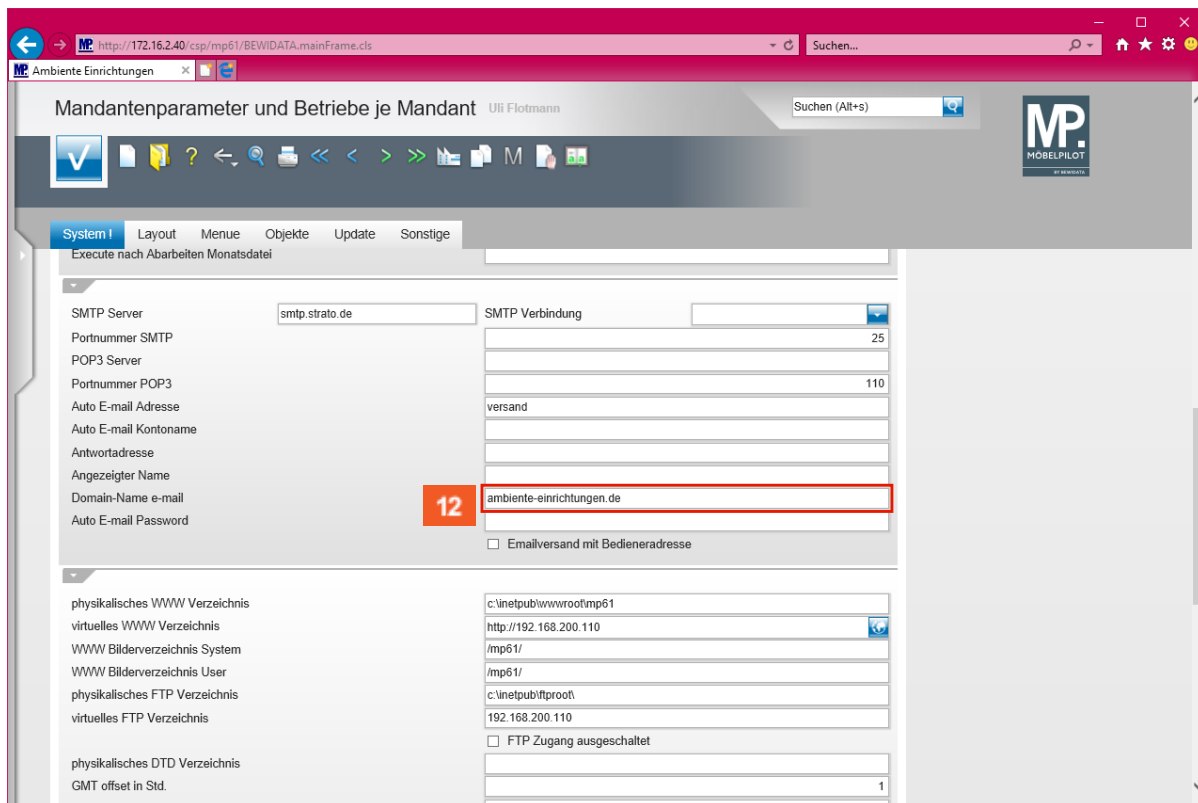 http://172.16.2.40/csp/mp61/BEWIDATA.mainFrame.cls
Suchen...
MP. Ambiente Einrichtungen
Mandantenparameter und Betriebe je Mandant Uli Flotmann
Suchen (Alt+s)
MP.
MÖBELPILOT
BY BEWIDATA
System ! Layout Menue Objekte Update Sonstige
Execute nach Abarbeiten Monatsdatei
SMTP Server smtp.strato.de SMTP Verbindung
Portnummer SMTP 25
POP3 Server
Portnummer POP3 110
Auto E-mail Adresse versand
Auto E-mail Kontoname
Antwortadresse
Angezeigter Name
Domain-Name e-mail 12 ambiente-einrichtungen.de
Auto E-mail Password
Emailversand mit Bedieneradresse
physikalisches WWW Verzeichnis c:\inetpub\wwwroot\mp61
virtuelles WWW Verzeichnis http://192.168.200.110
WWW Bilderverzeichnis System /mp61/
WWW Bilderverzeichnis User /mp61/
physikalisches FTP Verzeichnis c:\inetpub\ftproot\
virtuelles FTP Verzeichnis 192.168.200.110
FTP Zugang ausgeschaltet
physikalisches DTD Verzeichnis
GMT offset in Std. 1